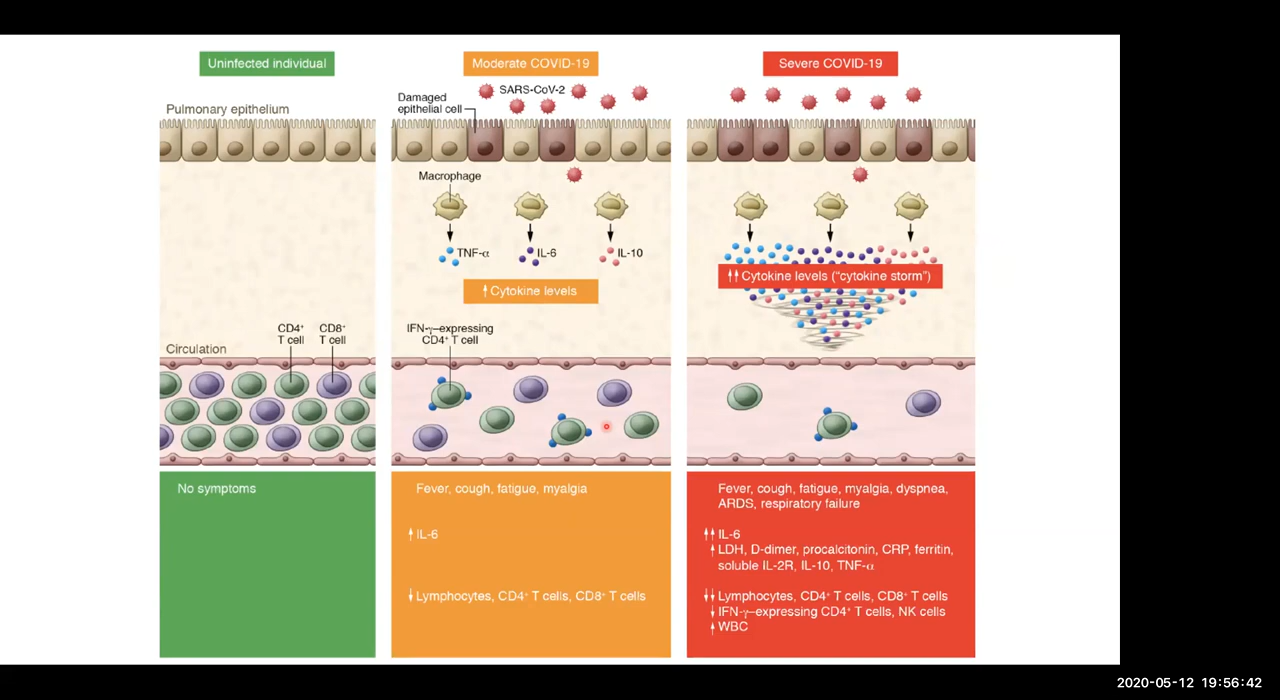 Uninfected individual
Pulmonary epithelium
CD4⁺
T cell
CD8⁺
T cell
Circulation
No symptoms
Moderate COVID-19
SARS-CoV-2
Damaged
epithelial cell
Macrophage
TNF-α
IL-6
IL-10
↑ Cytokine levels
IFN-γ–expressing
CD4⁺ T cell
Fever, cough, fatigue, myalgia
↑ IL-6
↓ Lymphocytes, CD4⁺ T cells, CD8⁺ T cells
Severe COVID-19
↑↑ Cytokine levels (“cytokine storm”)
Fever, cough, fatigue, myalgia, dyspnea,
ARDS, respiratory failure
↑↑ IL-6
↑ LDH, D-dimer, procalcitonin, CRP, ferritin,
soluble IL-2R, IL-10, TNF-α
↓↓ Lymphocytes, CD4⁺ T cells, CD8⁺ T cells
↓ IFN-γ–expressing CD4⁺ T cells, NK cells
↑ WBC
2020-05-12 19:56:42